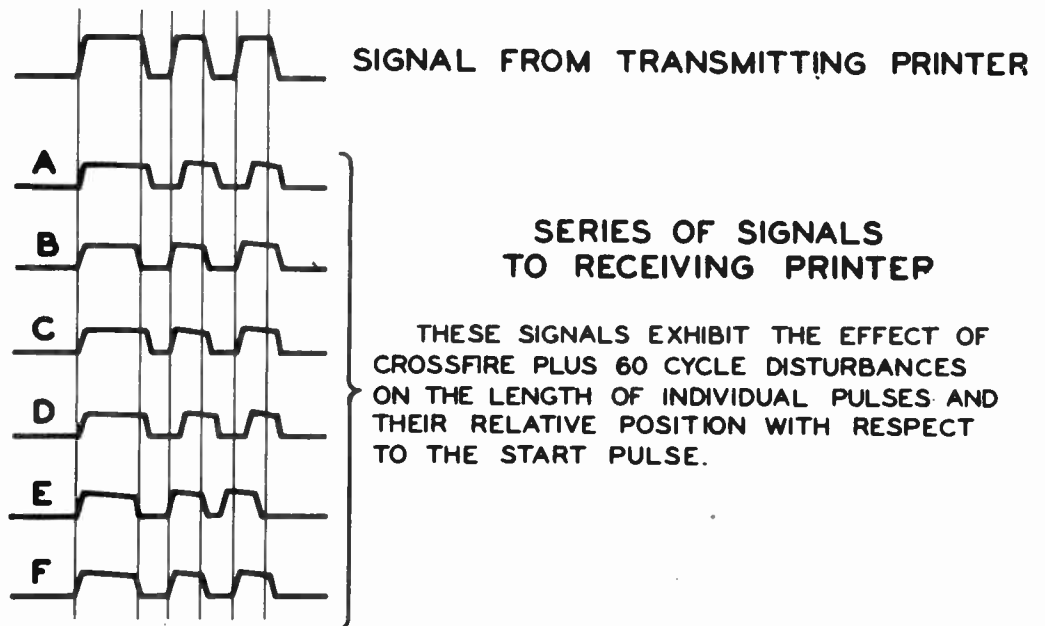 SIGNAL FROM TRANSMITTING PRINTER
A
B
SERIES OF SIGNALS
TO RECEIVING PRINTER
C
THESE SIGNALS EXHIBIT THE EFFECT OF
CROSSFIRE PLUS 60 CYCLE DISTURBANCES
ON THE LENGTH OF INDIVIDUAL PULSES AND
D
THEIR RELATIVE POSITION WITH RESPECT
TO THE START PULSE.
E
F